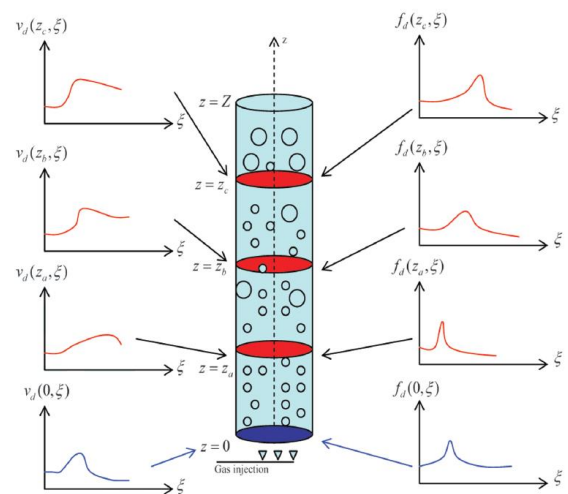 v_d(z_c,ξ)
f_d(z_c,ξ)
z
ξ
z = Z
ξ
v_d(z_b,ξ)
f_d(z_b,ξ)
z = z_c
ξ
ξ
v_d(z_a,ξ)
z = z_b
f_d(z_a,ξ)
ξ
z = z_a
ξ
v_d(0,ξ)
f_d(0,ξ)
z = 0
Gas injection
ξ
ξ